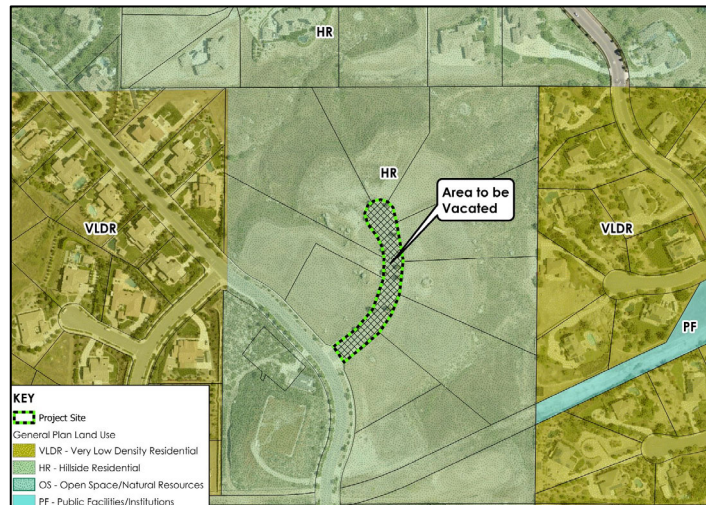 HR
HR
Area to be
Vacated
VLDR
VLDR
PF
KEY
Project Site
General Plan Land Use
VLDR - Very Low Density Residential
HR - Hillside Residential
OS - Open Space/Natural Resources
PF - Public Facilities/Institutions